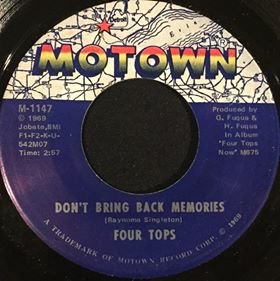 Detroit
MOTOWN
M-1147
© 1969
Jobete,BMI
F1-F2-K-U-
542M07
Time: 2:57
Produced by
G. Fuqua &
H. Fuqua
In Album
"Four Tops
Now" M675
DON'T BRING BACK MEMORIES
(Raynoma Singleton)
FOUR TOPS
A TRADEMARK OF MOTOWN RECORD CORP. ℗ 1969